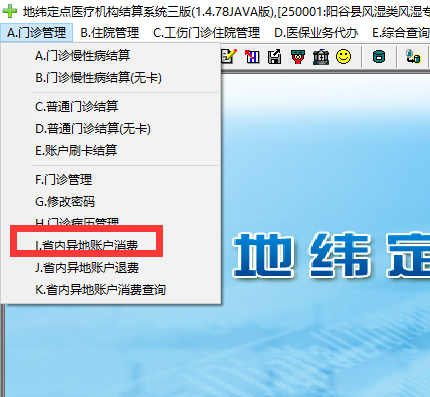 地纬定点医疗机构结算系统三版(1.4.78JAVA版),[250001:阳谷县风湿类风湿专
A.门诊管理 B.住院管理 C.工伤门诊住院管理 D.医保业务代办 E.综合查询
A.门诊慢性病结算
B.门诊慢性病结算(无卡)
C.普通门诊结算
D.普通门诊结算(无卡)
E.账户刷卡结算
F.门诊管理
G.修改密码
H.门诊病历管理
I.省内异地账户消费
J.省内异地账户退费
K.省内异地账户消费查询
地纬定